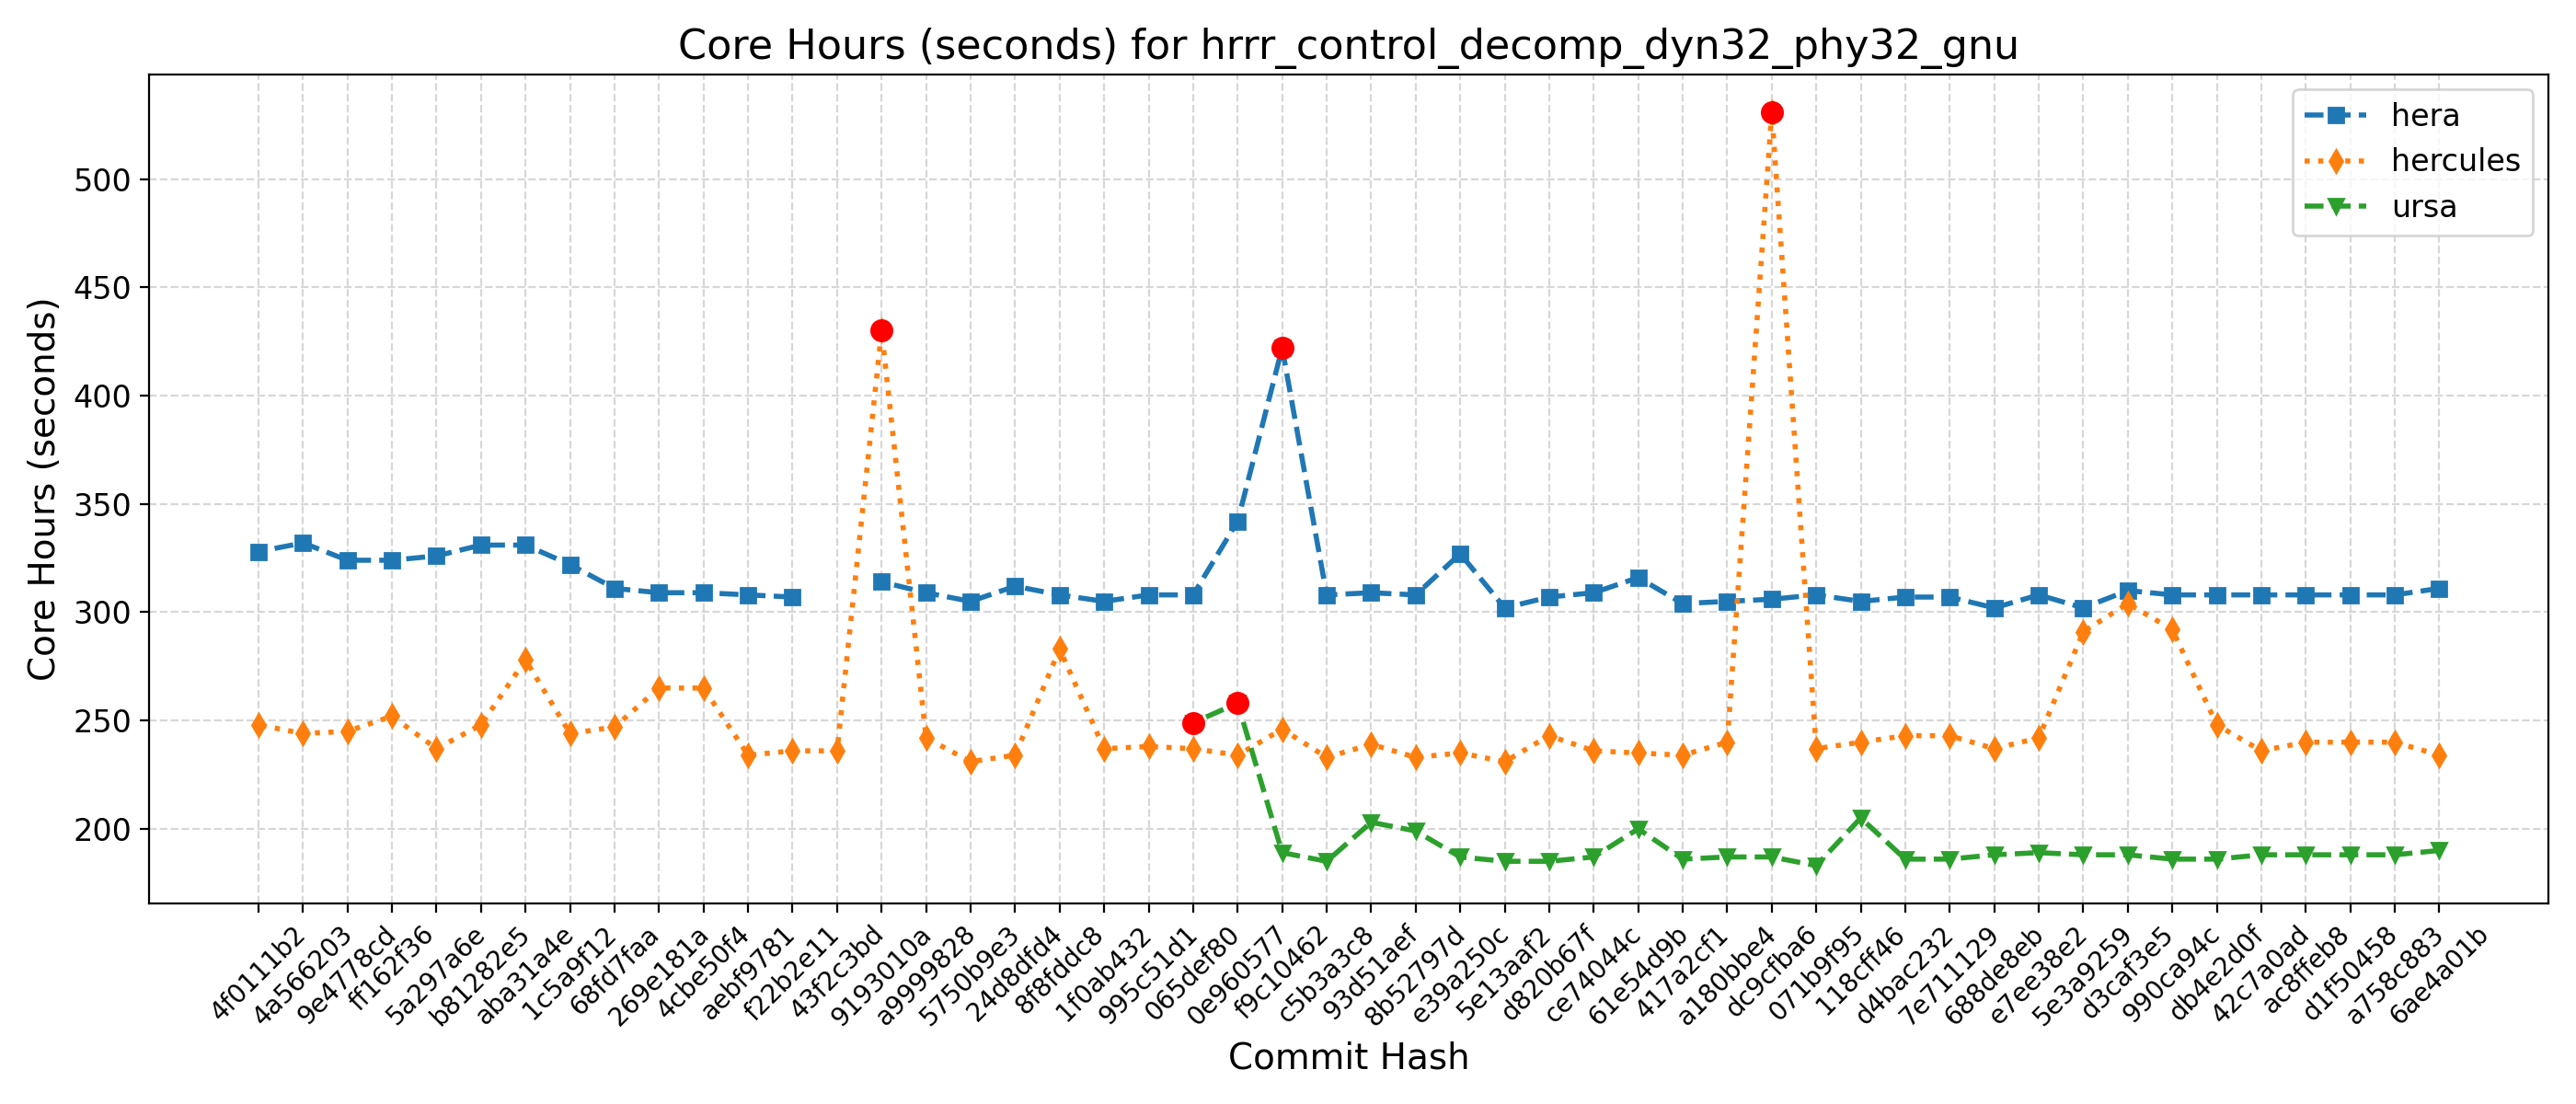 Core Hours (seconds) for hrrr_control_decomp_dyn32_phy32_gnu
hera
hercules
ursa
Core Hours (seconds)
500
450
400
350
300
250
200
4f0111b2
4a566203
9e4778cd
ff162f36
5a297a6e
b81282e5
aba31a4e
1c5a9f12
68fd7faa
269e181a
4cbe50f4
aebf9781
f22b2e11
43f2c3bd
9193010a
a9999828
5750b9e3
24d8dfd4
8f8fddc8
1f0ab432
995c51d1
065def80
0e960577
f9c10462
c5b3a3c8
93d51aef
8b52797d
e39a250c
5e13aaf2
d820b67f
ce74044c
61e54d9b
417a2cf1
a180bbe4
dc9cfba6
071b9f95
118cff46
d4bac232
7e711129
688de8eb
e7ee38e2
5e3a9259
d3caf3e5
990ca94c
db4e2d0f
42c7a0ad
ac8ffeb8
d1f50458
a758c883
6ae4a01b
Commit Hash